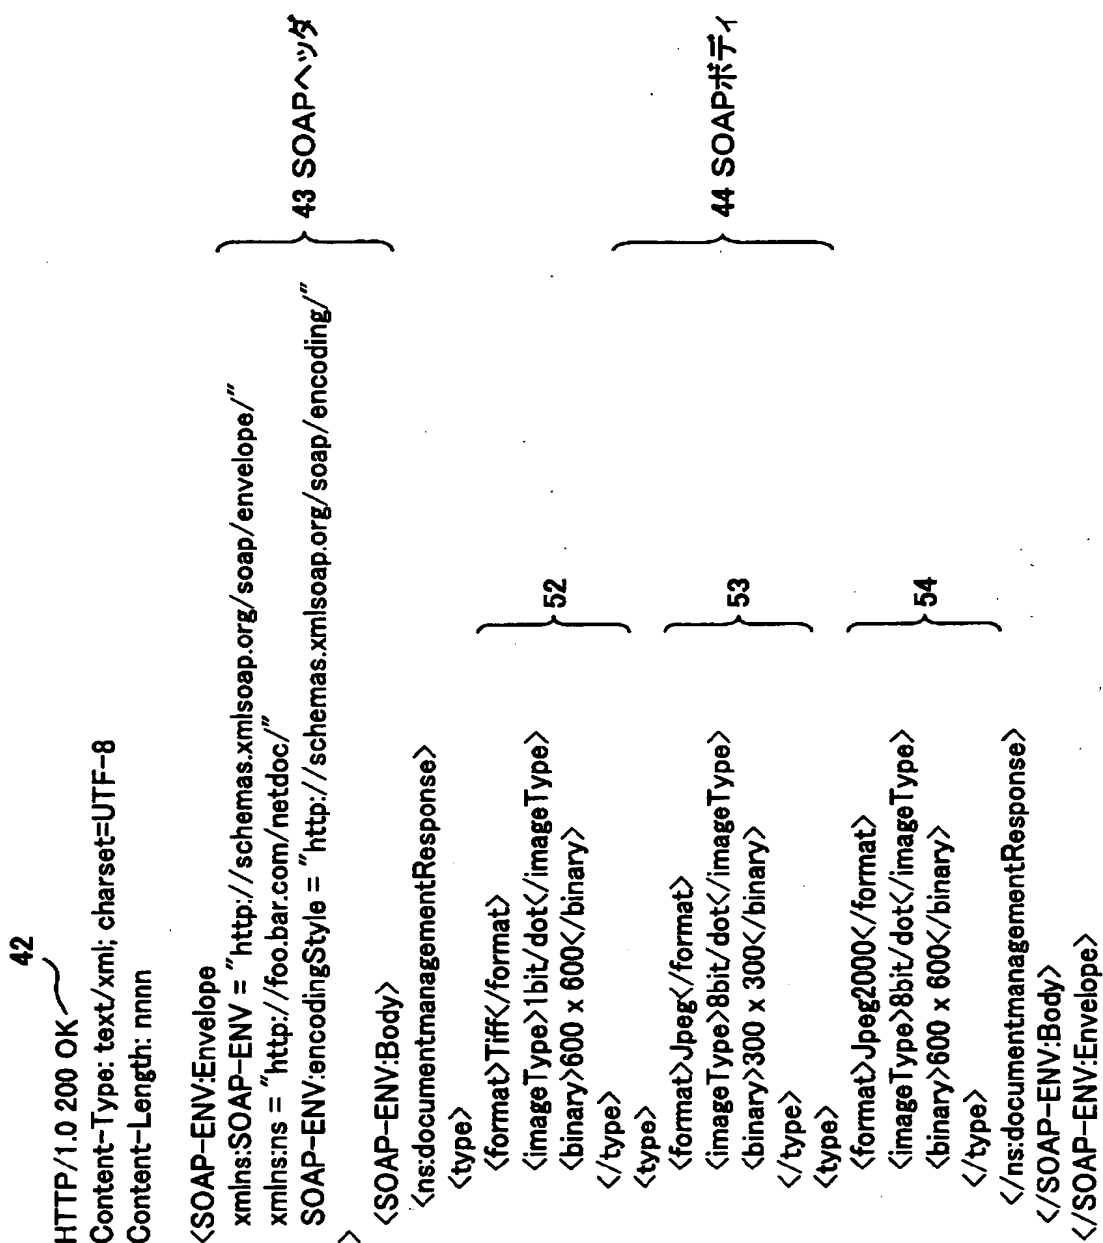 42
HTTP/1.0 200 OK
Content-Type: text/xml; charset=UTF-8
Content-Length: nnnn
<SOAP-ENV:Envelope
xmlns:SOAP-ENV = "http://schemas.xmlsoap.org/soap/envelope/"
xmlns:ns = "http://foo.bar.com/netdoc/"
SOAP-ENV:encodingStyle = "http://schemas.xmlsoap.org/soap/encoding/"
>
43 SOAPヘッダ
<SOAP-ENV:Body>
<ns:documentmanagementResponse>
<type>
<format>Tiff</format>
<imageType>1bit/dot</imageType>
<binary>600 x 600</binary>
</type>
52
<type>
<format>Jpeg</format>
<imageType>8bit/dot</imageType>
<binary>300 x 300</binary>
</type>
53
<type>
<format>Jpeg2000</format>
<imageType>8bit/dot</imageType>
<binary>600 x 600</binary>
</type>
54
</ns:documentmanagementResponse>
</SOAP-ENV:Body>
</SOAP-ENV:Envelope>
44 SOAPボディ